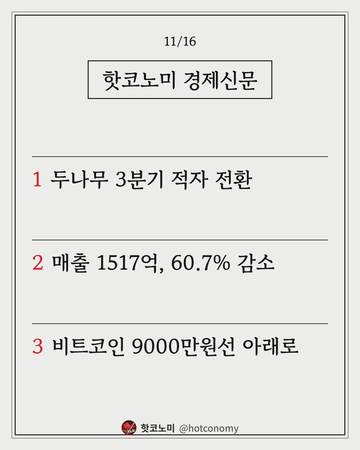 11/16
핫코노미 경제신문
1 두나무 3분기 적자 전환
2 매출 1517억, 60.7% 감소
3 비트코인 9000만원선 아래로
핫코노미 @hotconomy